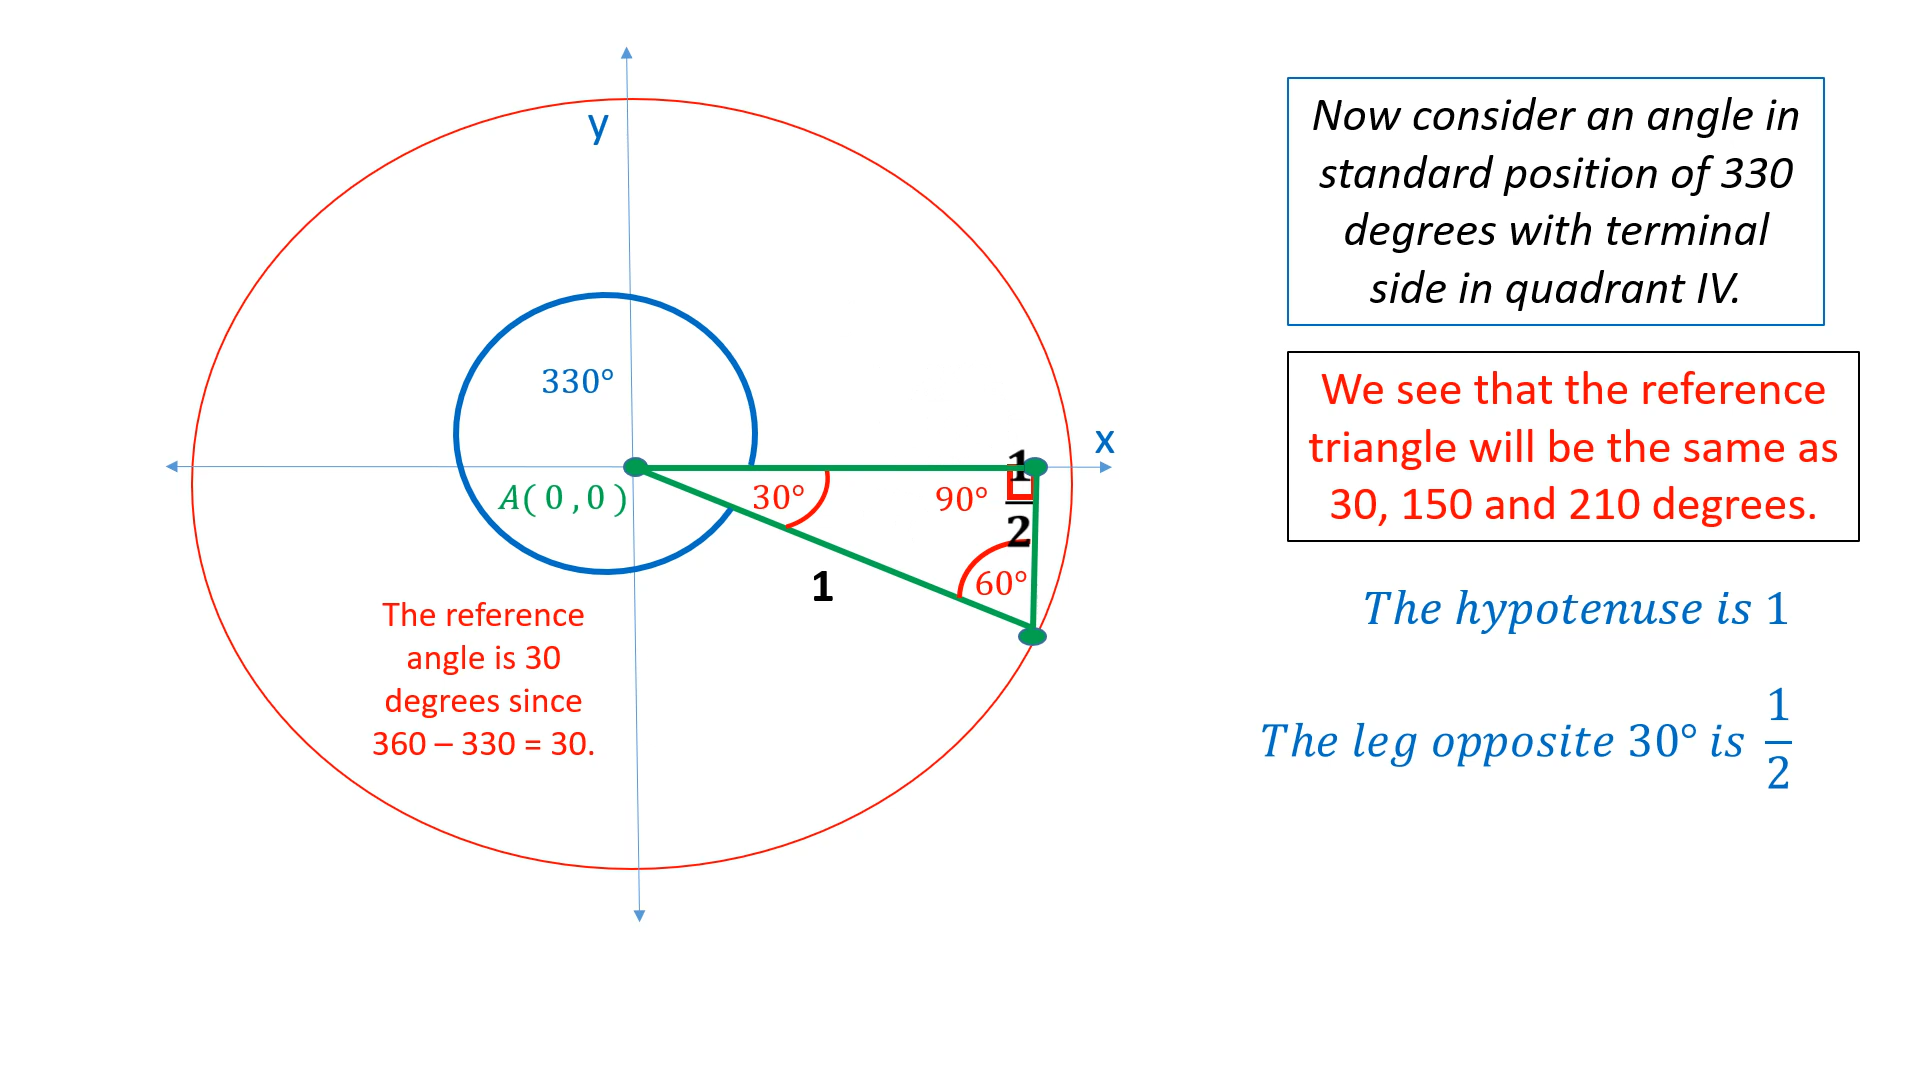 y
330°
x
A( 0 , 0 )
30°
90°
1
2
60°
1
The reference
angle is 30
degrees since
360 – 330 = 30.
Now consider an angle in
standard position of 330
degrees with terminal
side in quadrant IV.
We see that the reference
triangle will be the same as
30, 150 and 210 degrees.
The hypotenuse is 1
The leg opposite 30° is 1/2